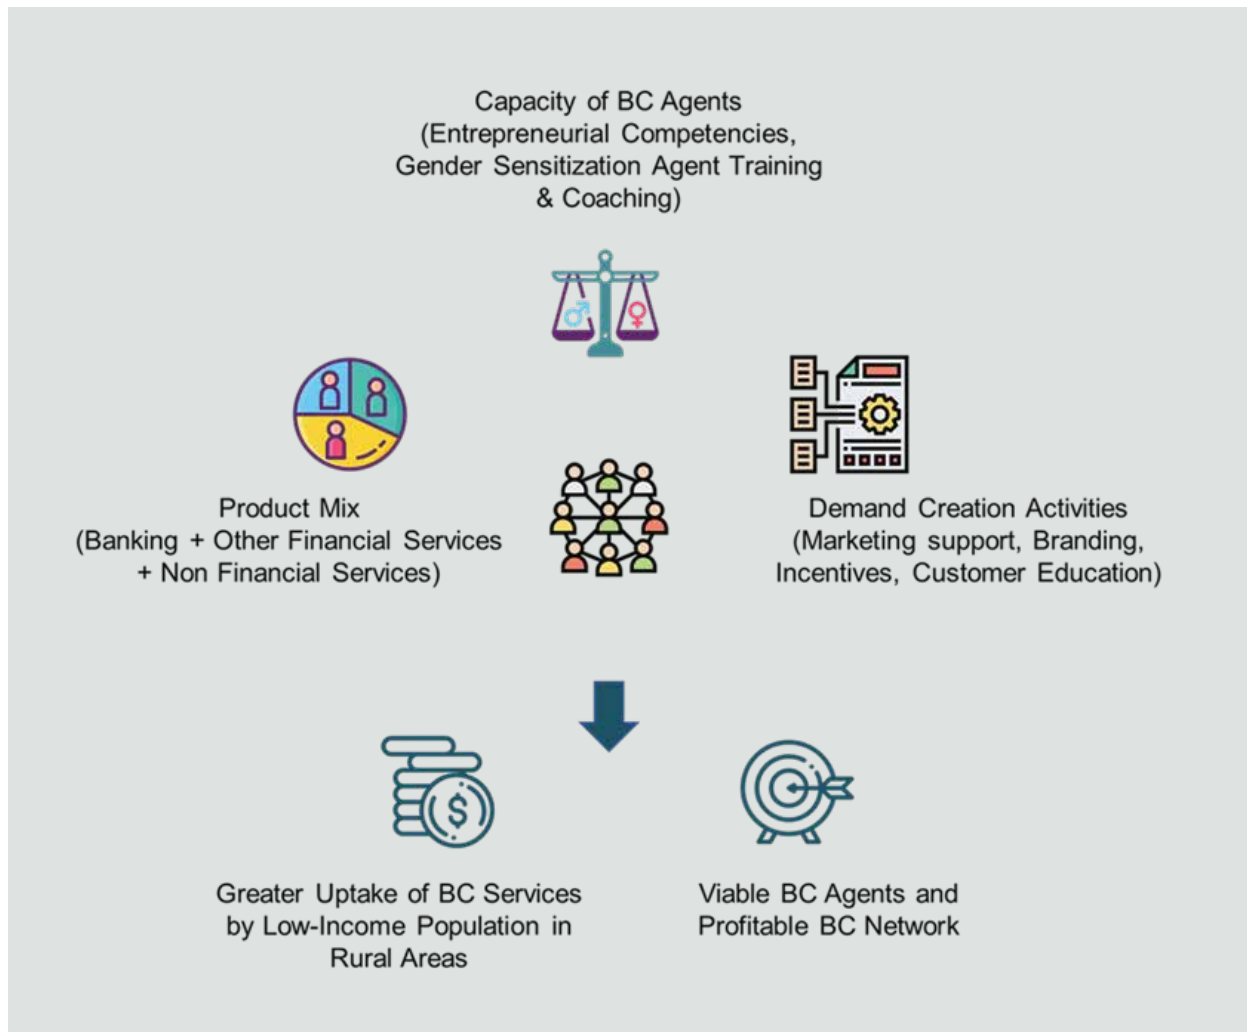 Capacity of BC Agents
(Entrepreneurial Competencies,
Gender Sensitization Agent Training
& Coaching)
Product Mix
(Banking + Other Financial Services
+ Non Financial Services)
Demand Creation Activities
(Marketing support, Branding,
Incentives, Customer Education)
$
Greater Uptake of BC Services
by Low-Income Population in
Rural Areas
Viable BC Agents and
Profitable BC Network